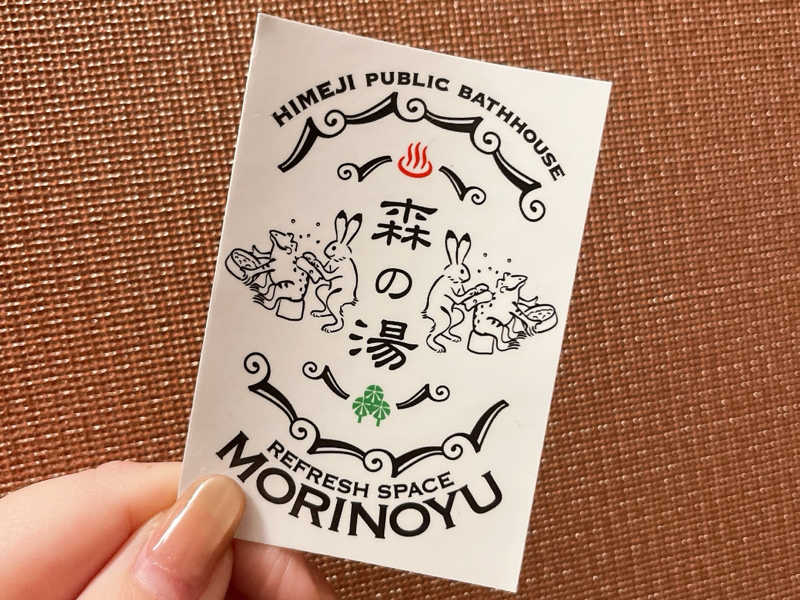 HIMEJI PUBLIC BATHHOUSE
森の湯
REFRESH SPACE
MORINOYU